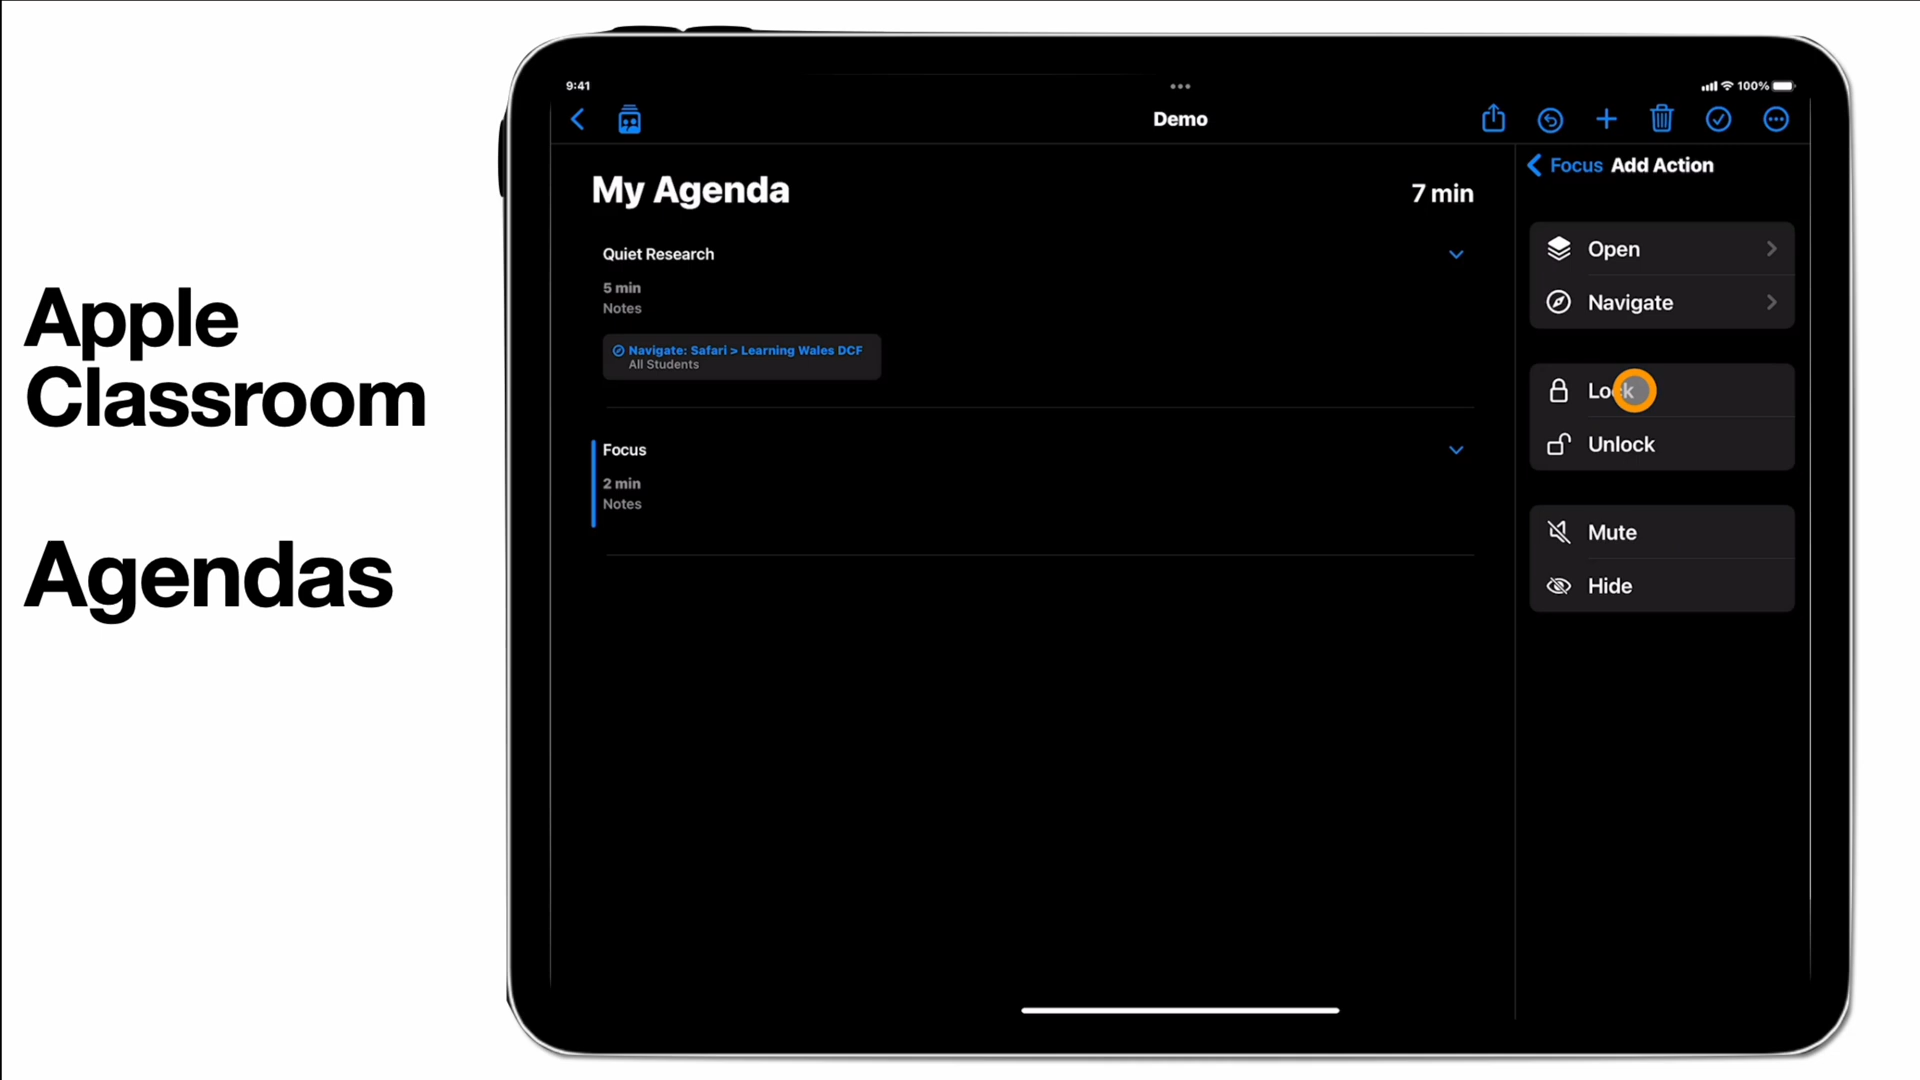 Apple
Classroom
Agendas
9:41
100%
Demo
My Agenda
7 min
Quiet Research
5 min
Notes
Navigate: Safari > Learning Wales DCF
All Students
Focus
2 min
Notes
Focus Add Action
Open
Navigate
Lock
Unlock
Mute
Hide